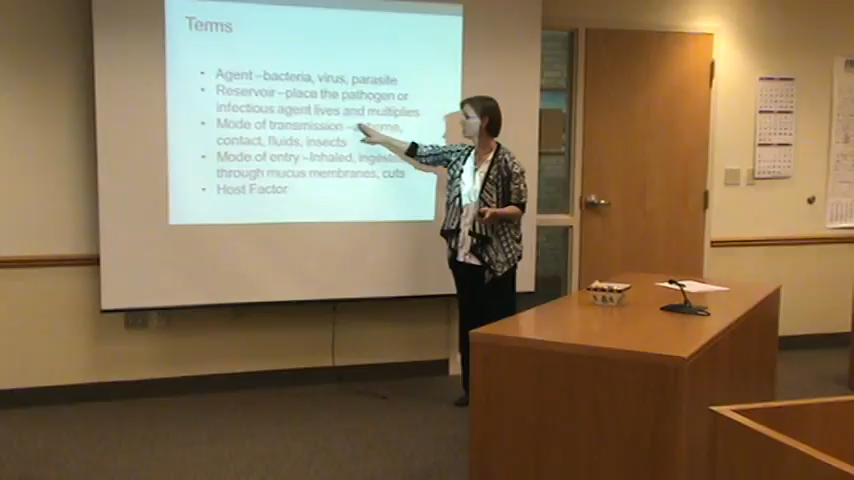 Terms
• Agent –bacteria, virus, parasite
• Reservoir –place the pathogen or
infectious agent lives and multiplies
• Mode of transmission –
contact, fluids, insects
• Mode of entry –Inhaled,
through mucus membranes, cuts
• Host Factor